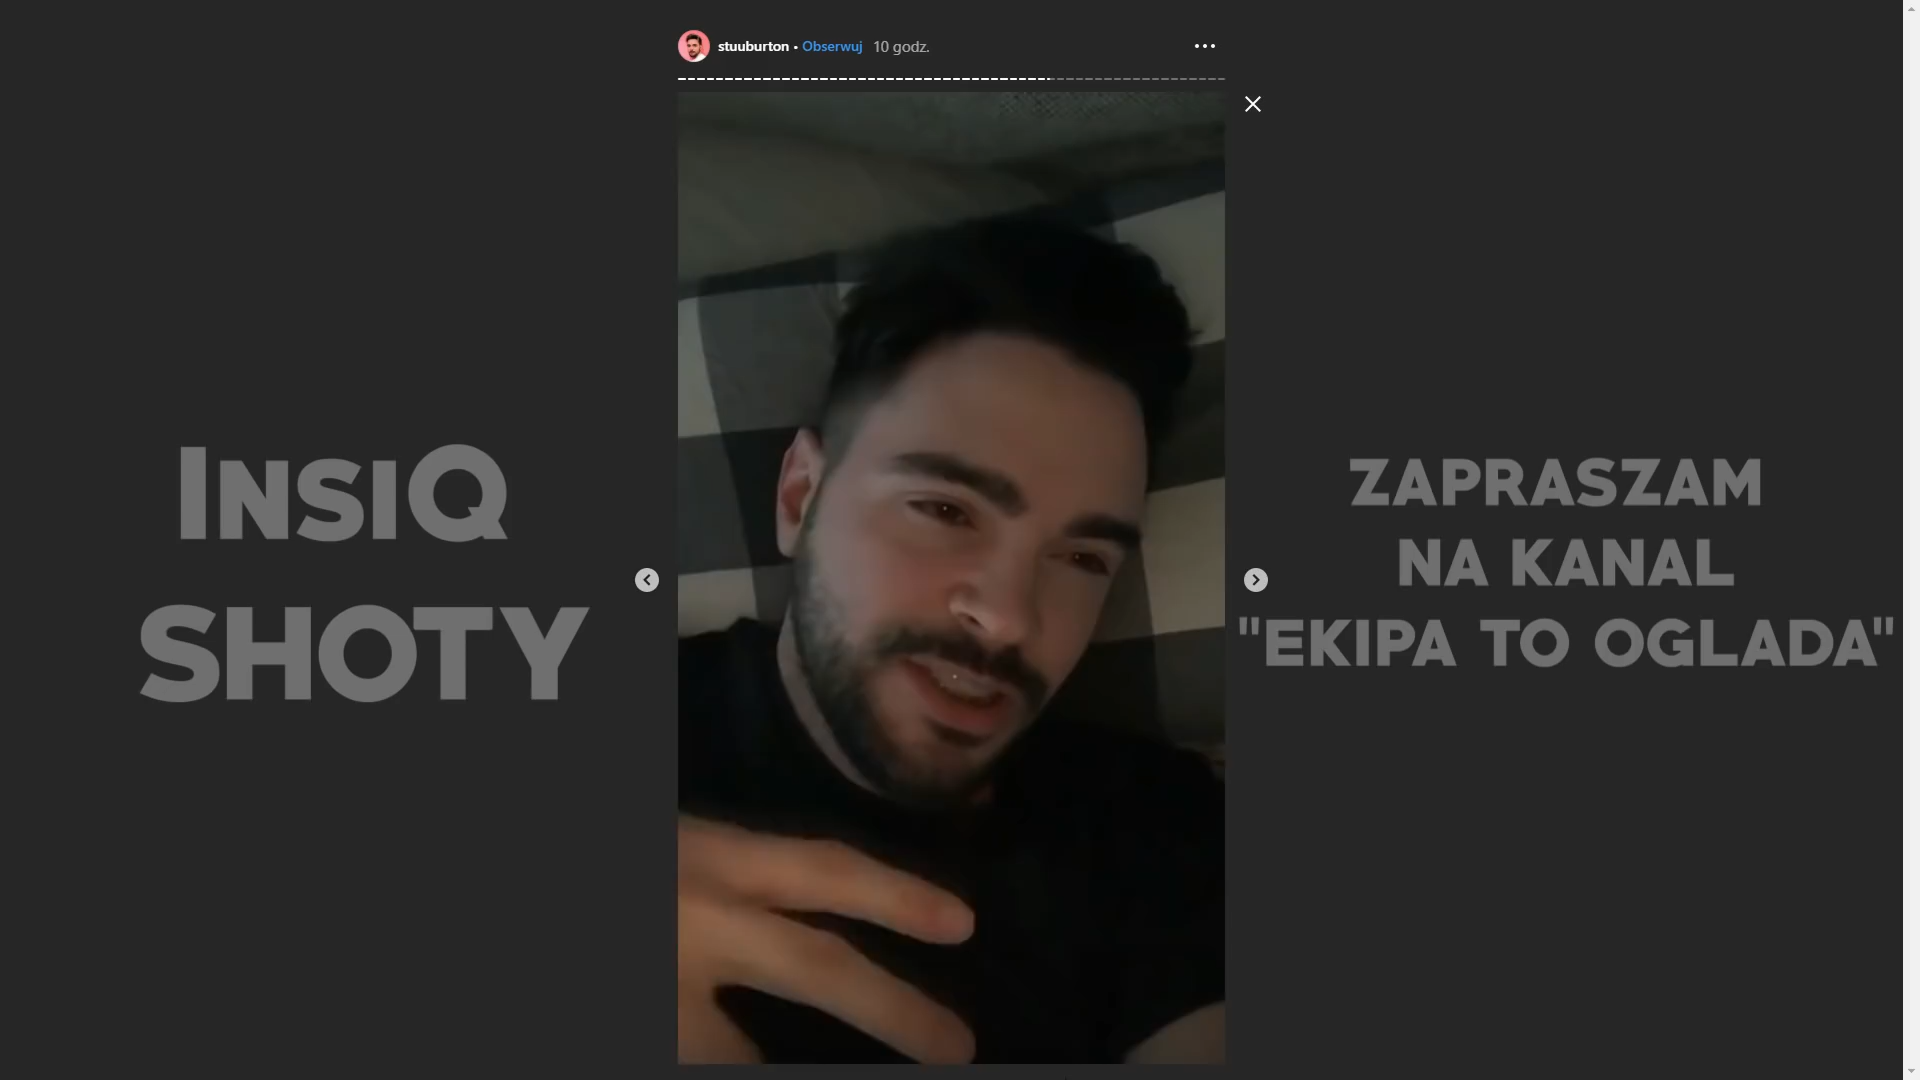 stuuburton • Obserwuj 10 godz.
INSIQ
SHOTY
ZAPRASZAM
NA KANAL
"EKIPA TO OGLADA"